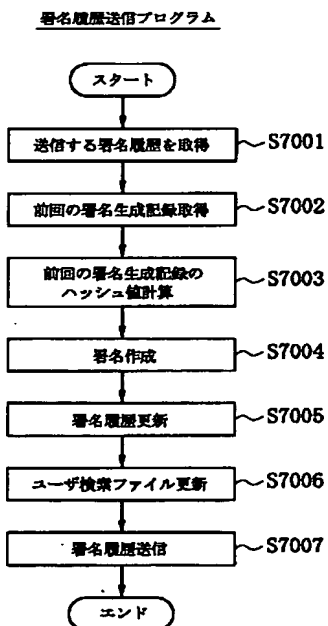 署名履歴送信プログラム
スタート
送信する署名履歴を取得 S7001
前回の署名生成記録取得 S7002
前回の署名生成記録の
ハッシュ値計算 S7003
署名作成 S7004
署名履歴更新 S7005
ユーザ検索ファイル更新 S7006
署名履歴送信 S7007
エンド